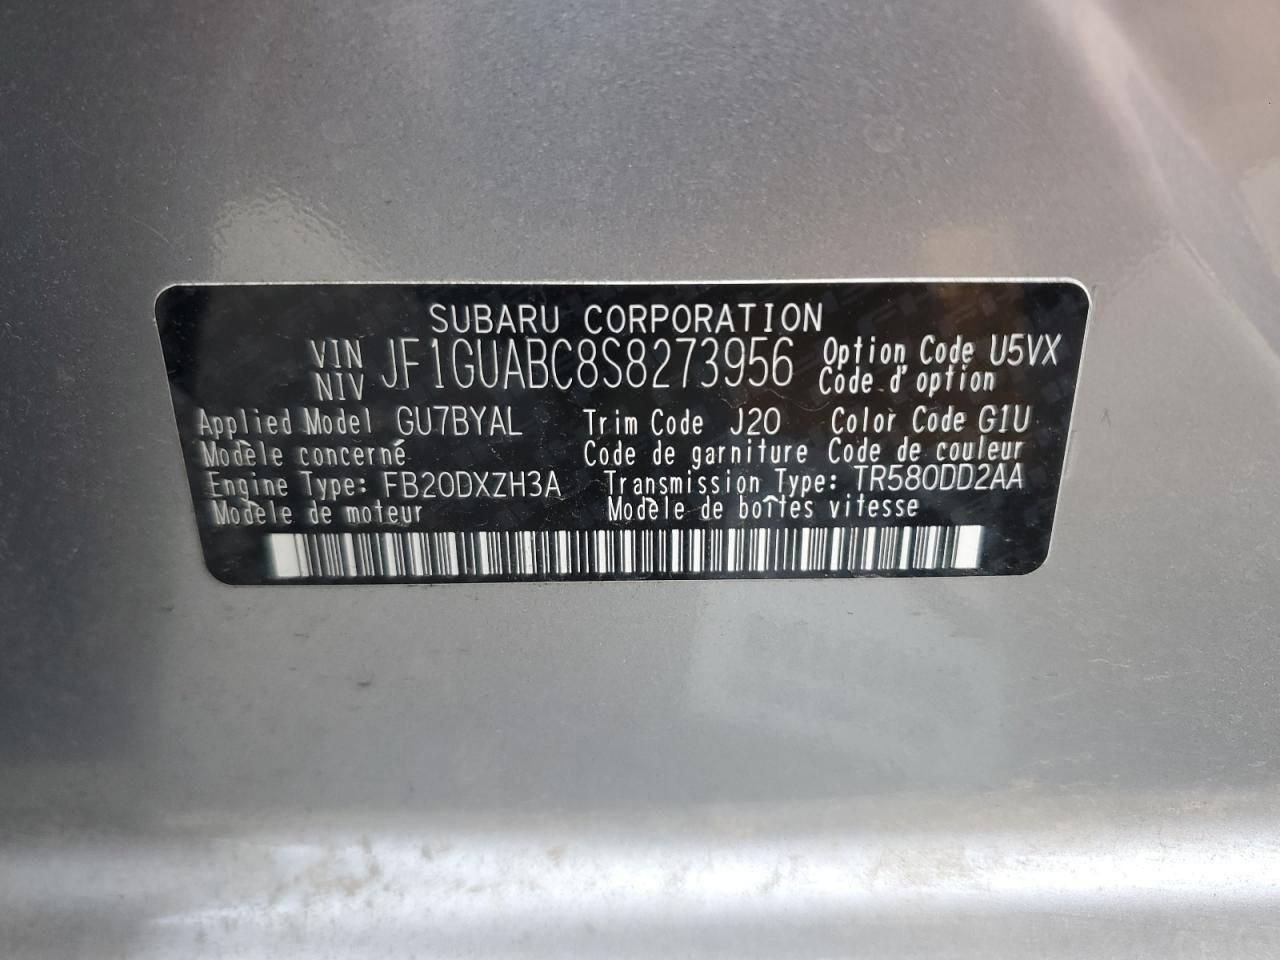 SUBARU CORPORATION
VIN JF1GUABC8S8273956 Option Code U5VX
NIV Code d'option
Applied Model GU7BYAL Trim Code J20 Color Code G1U
Modèle concerné Code de garniture Code de couleur
Engine Type: FB20DXZH3A Transmission Type: TR580DD2AA
Modèle de moteur Modèle de boîtes vitesse